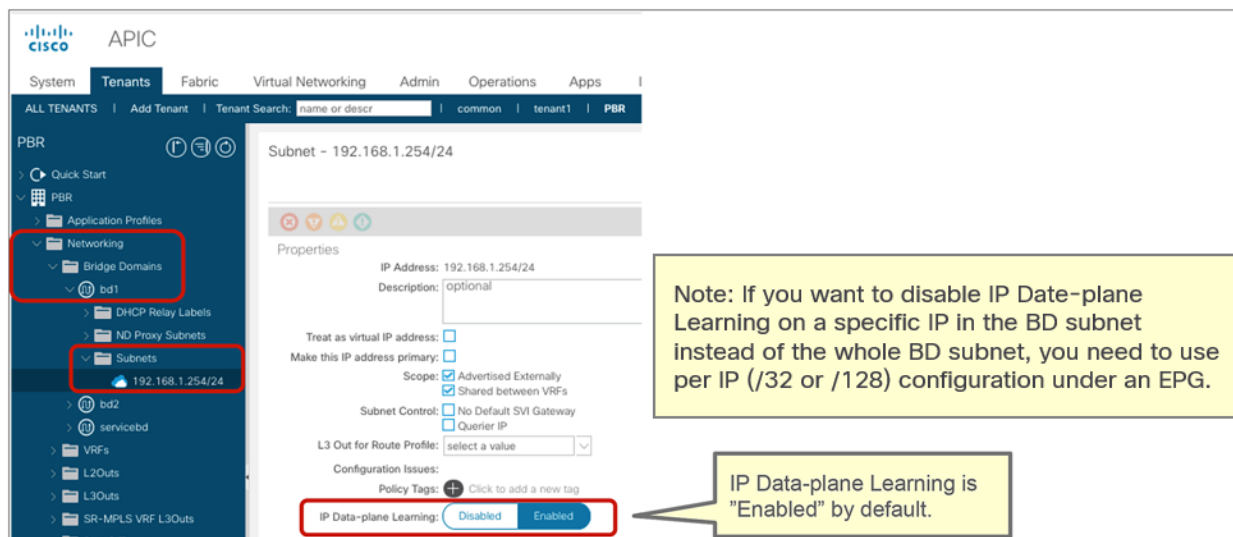 CISCO
APIC
System Tenants Fabric Virtual Networking Admin Operations Apps
ALL TENANTS | Add Tenant | Tenant Search: name or descr | common | tenant1 | PBR
PBR
Quick Start
PBR
Application Profiles
Networking
Bridge Domains
bd1
DHCP Relay Labels
ND Proxy Subnets
Subnets
192.168.1.254/24
bd2
servicebd
VRFs
L2Outs
L3Outs
SR-MPLS VRF L3Outs
Subnet - 192.168.1.254/24
Properties
IP Address: 192.168.1.254/24
Description: optional
Treat as virtual IP address:
Make this IP address primary:
Scope: Advertised Externally
Shared between VRFs
Subnet Control: No Default SVI Gateway
Querier IP
L3 Out for Route Profile: select a value
Configuration Issues:
Policy Tags: Click to add a new tag
IP Data-plane Learning: Disabled Enabled
Note: If you want to disable IP Date-plane
Learning on a specific IP in the BD subnet
instead of the whole BD subnet, you need to use
per IP (/32 or /128) configuration under an EPG.
IP Data-plane Learning is
”Enabled” by default.